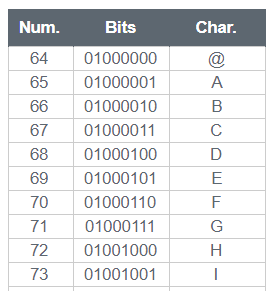 Num. Bits Char.
64 01000000 @
65 01000001 A
66 01000010 B
67 01000011 C
68 01000100 D
69 01000101 E
70 01000110 F
71 01000111 G
72 01001000 H
73 01001001 I